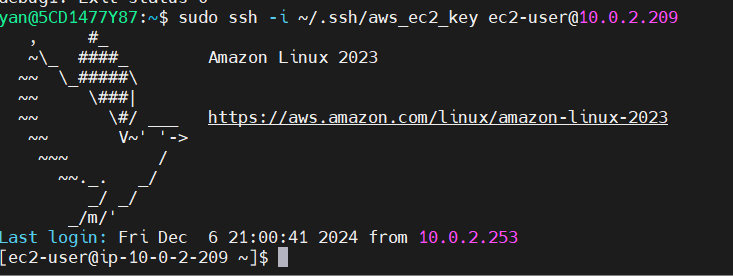 debug1: Exit status 0
yan@5CD1477Y87:~$ sudo ssh -i ~/.ssh/aws_ec2_key ec2-user@10.0.2.209
   ,     #_
   ~\_  ####_        Amazon Linux 2023
  ~~  \_#####\
  ~~     \###|
  ~~       \#/ ___   https://aws.amazon.com/linux/amazon-linux-2023
   ~~       V~' '->
    ~~~         /
      ~~._.   _/
         _/ _/
       _/m/'
Last login: Fri Dec  6 21:00:41 2024 from 10.0.2.253
[ec2-user@ip-10-0-2-209 ~]$